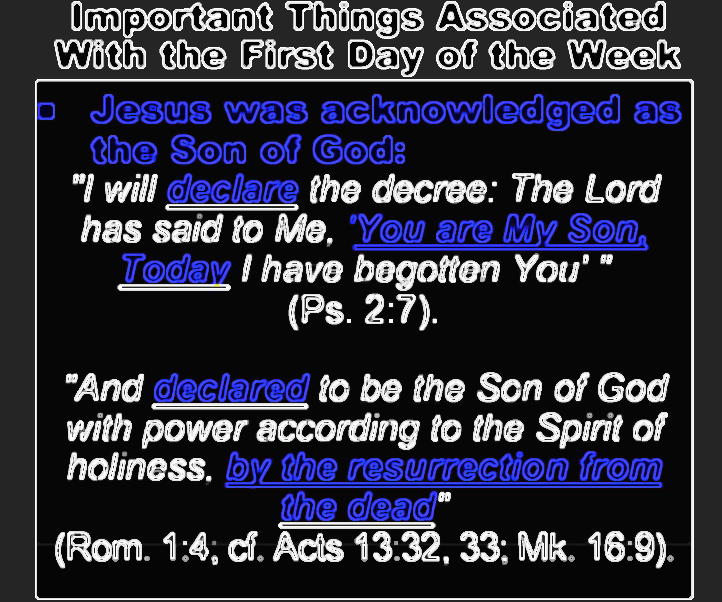 Important Things Associated
With the First Day of the Week
Jesus was acknowledged as
the Son of God:
"I will declare the decree: The Lord
has said to Me, 'You are My Son,
Today I have begotten You' "
(Ps. 2:7).
"And declared to be the Son of God
with power according to the Spirit of
holiness, by the resurrection from
the dead"
(Rom. 1:4; cf. Acts 13:32, 33; Mk. 16:9).